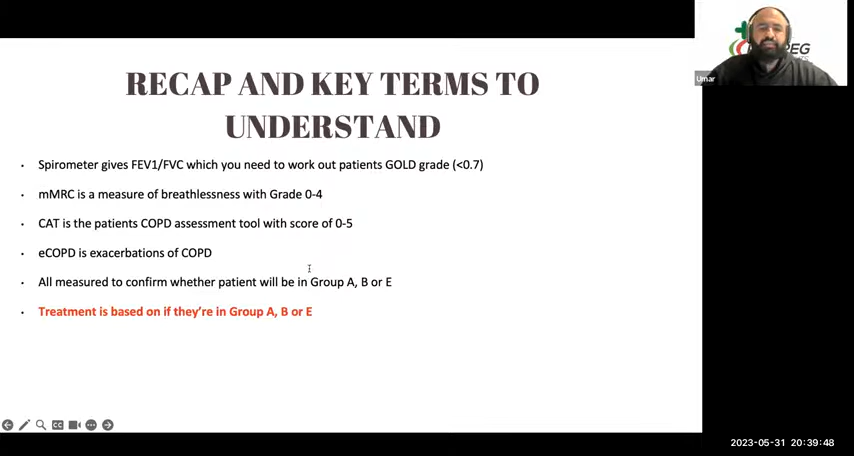 RECAP AND KEY TERMS TO
UNDERSTAND
Spirometer gives FEV1/FVC which you need to work out patients GOLD grade (<0.7)
mMRC is a measure of breathlessness with Grade 0-4
CAT is the patients COPD assessment tool with score of 0-5
eCOPD is exacerbations of COPD
All measured to confirm whether patient will be in Group A, B or E
Treatment is based on if they're in Group A, B or E
Umar
CC
2023-05-31 20:39:48